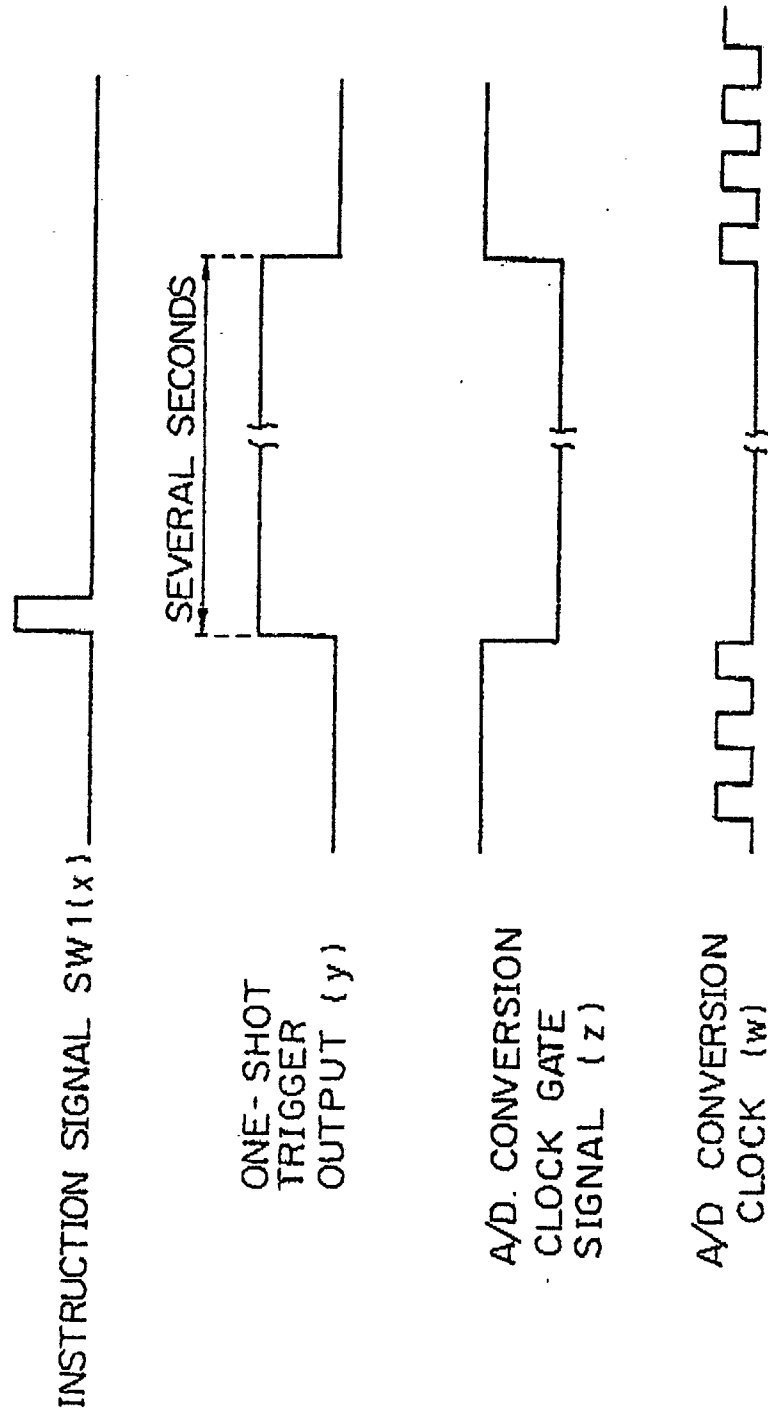 INSTRUCTION SIGNAL SW1(x)
SEVERAL SECONDS
ONE-SHOT
TRIGGER
OUTPUT (y)
A/D. CONVERSION
CLOCK GATE
SIGNAL (z)
A/D CONVERSION
CLOCK (w)